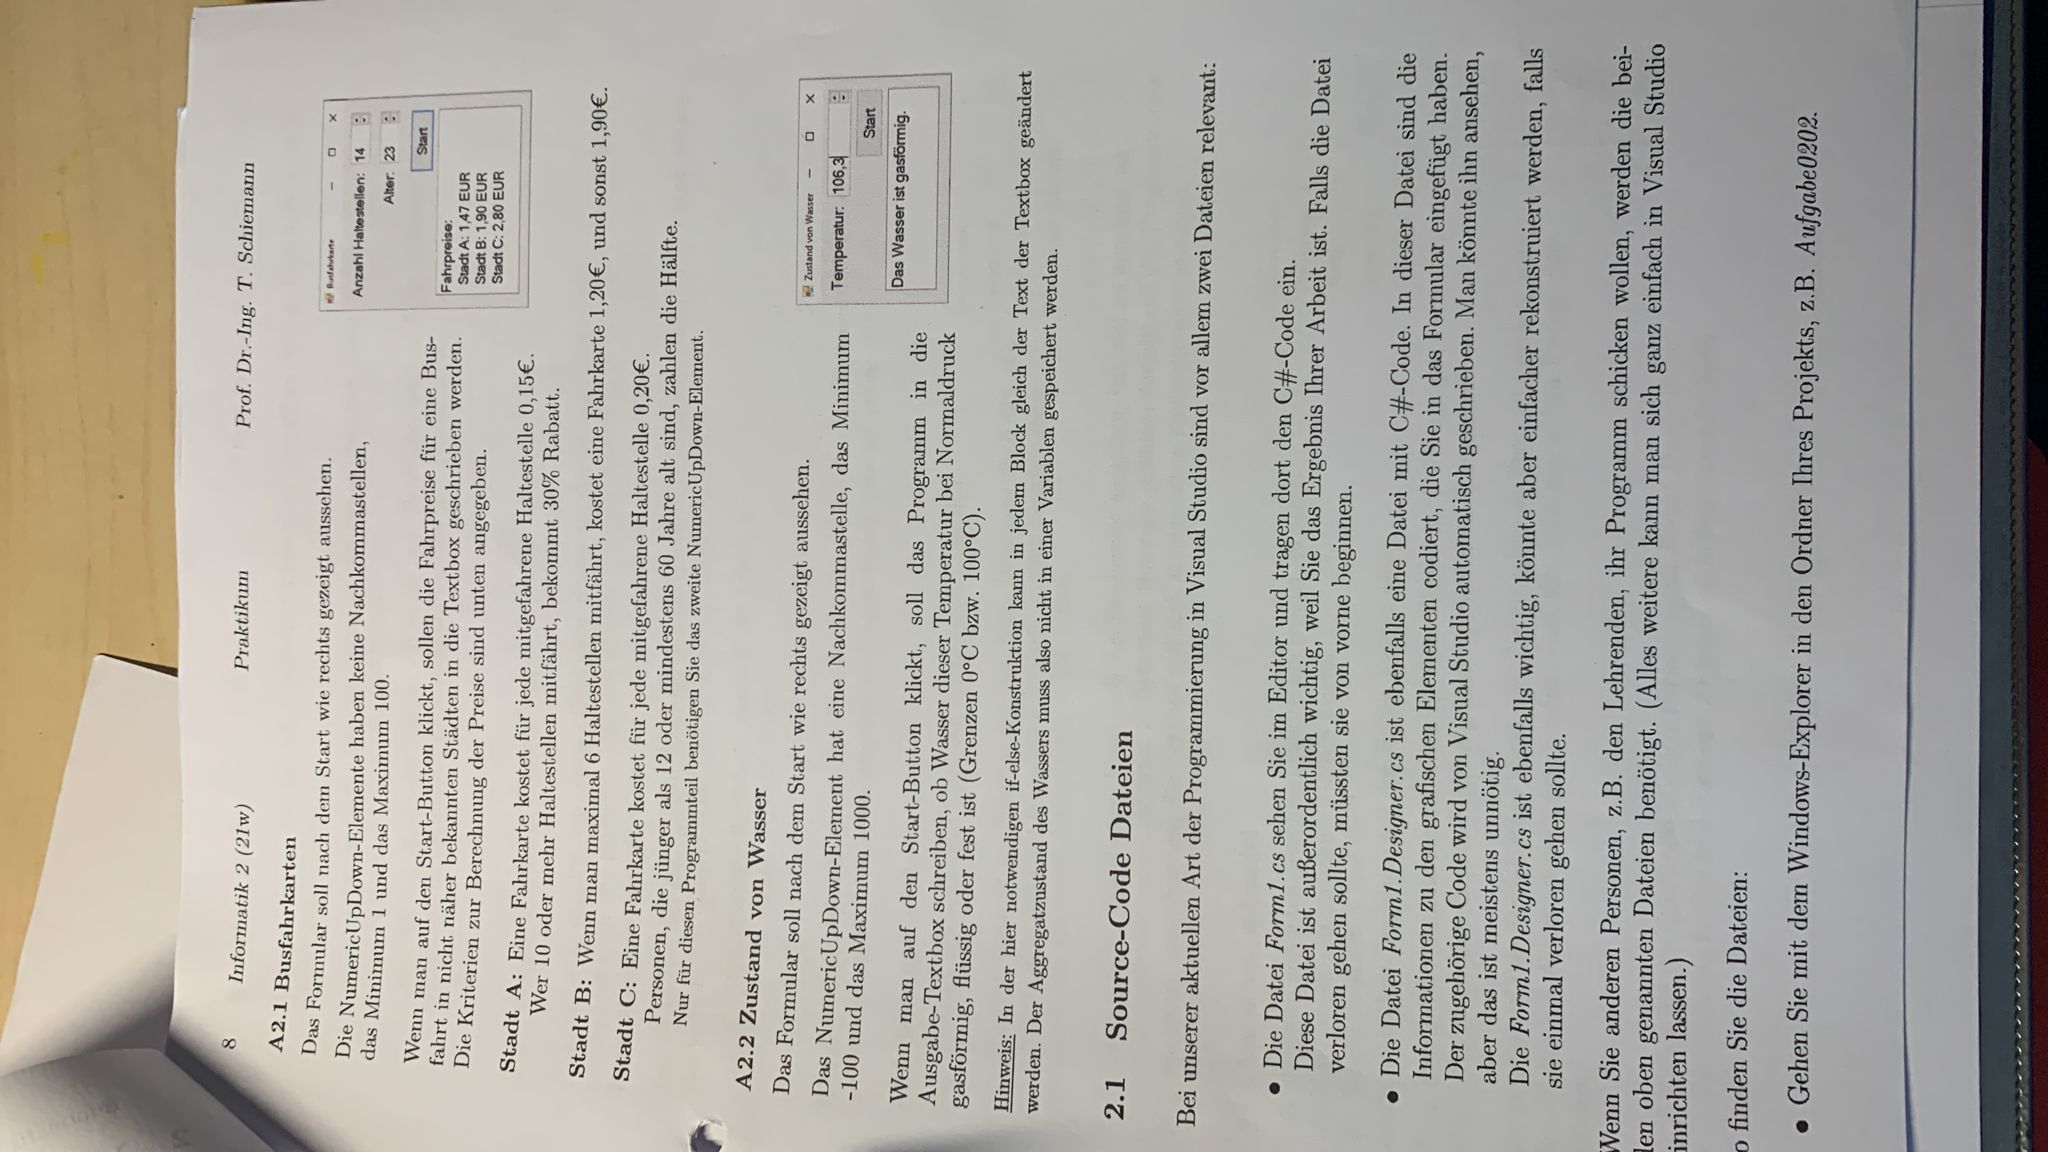 8 Informatik 2 (21w) Praktikum Prof. Dr.-Ing. T. Schiemann
A2.1 Busfahrkarten
Das Formular soll nach dem Start wie rechts gezeigt aussehen.
Die NumericUpDown-Elemente haben keine Nachkommastellen,
das Minimum 1 und das Maximum 100.
Wenn man auf den Start-Button klickt, sollen die Fahrpreise für eine Bus-
fahrt in nicht näher bekannten Städten in die Textbox geschrieben werden.
Die Kriterien zur Berechnung der Preise sind unten angegeben.
Busfahrkarte
Anzahl Haltestellen: 14
Alter: 23
Start
Fahrpreise:
Stadt A: 1,47 EUR
Stadt B: 1,90 EUR
Stadt C: 2,80 EUR
Stadt A: Eine Fahrkarte kostet für jede mitgefahrene Haltestelle 0,15€.
Wer 10 oder mehr Haltestellen mitfährt, bekommt 30% Rabatt.
Stadt B: Wenn man maximal 6 Haltestellen mitfährt, kostet eine Fahrkarte 1,20€, und sonst 1,90€.
Stadt C: Eine Fahrkarte kostet für jede mitgefahrene Haltestelle 0,20€.
Personen, die jünger als 12 oder mindestens 60 Jahre alt sind, zahlen die Hälfte.
Nur für diesen Programmteil benötigen Sie das zweite NumericUpDown-Element.
A2.2 Zustand von Wasser
Das Formular soll nach dem Start wie rechts gezeigt aussehen.
Das NumericUpDown-Element hat eine Nachkommastelle, das Minimum
-100 und das Maximum 1000.
Wenn man auf den Start-Button klickt, soll das Programm in die
Ausgabe-Textbox schreiben, ob Wasser dieser Temperatur bei Normaldruck
gasförmig, flüssig oder fest ist (Grenzen 0°C bzw. 100°C).
Zustand von Wasser
Temperatur: 106,3
Start
Das Wasser ist gasförmig.
Hinweis: In der hier notwendigen if-else-Konstruktion kann in jedem Block gleich der Text der Textbox geändert
werden. Der Aggregatzustand des Wassers muss also nicht in einer Variablen gespeichert werden.
2.1 Source-Code Dateien
Bei unserer aktuellen Art der Programmierung in Visual Studio sind vor allem zwei Dateien relevant:
• Die Datei Form1.cs sehen Sie im Editor und tragen dort den C#-Code ein.
Diese Datei ist außerordentlich wichtig, weil Sie das Ergebnis Ihrer Arbeit ist. Falls die Datei
verloren gehen sollte, müssten sie von vorne beginnen.
• Die Datei Form1.Designer.cs ist ebenfalls eine Datei mit C#-Code. In dieser Datei sind die
Informationen zu den grafischen Elementen codiert, die Sie in das Formular eingefügt haben.
Der zugehörige Code wird von Visual Studio automatisch geschrieben. Man könnte ihn ansehen,
aber das ist meistens unnötig.
Die Form1.Designer.cs ist ebenfalls wichtig, könnte aber einfacher rekonstruiert werden, falls
sie einmal verloren gehen sollte.
Wenn Sie anderen Personen, z.B. den Lehrenden, ihr Programm schicken wollen, werden die bei-
len oben genannten Dateien benötigt. (Alles weitere kann man sich ganz einfach in Visual Studio
inrichten lassen.)
o finden Sie die Dateien:
• Gehen Sie mit dem Windows-Explorer in den Ordner Ihres Projekts, z.B. Aufgabe0202.